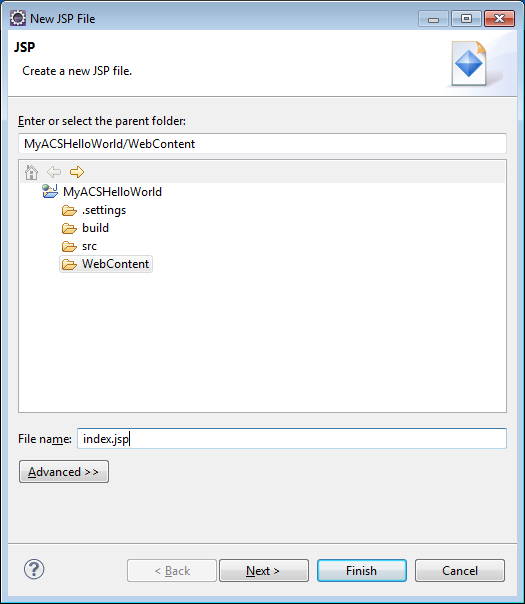 New JSP File
JSP
Create a new JSP file.
Enter or select the parent folder:
MyACSHelloWorld/WebContent
MyACSHelloWorld
.settings
build
src
WebContent
File name: index.jsp
Advanced >>
? < Back Next > Finish Cancel